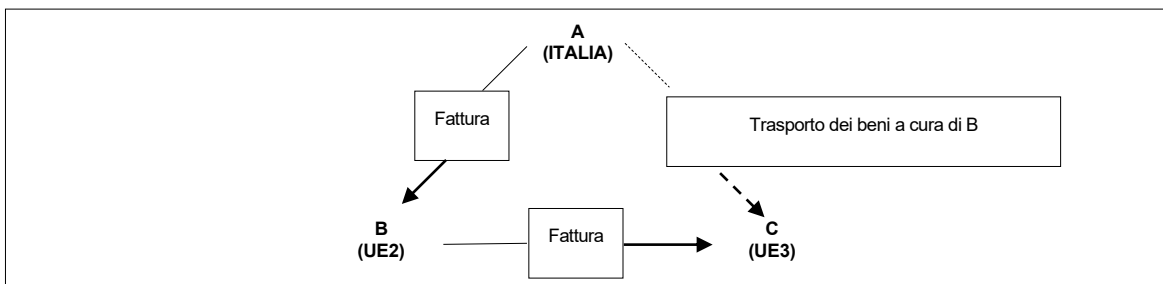 A
(ITALIA)
Fattura
Trasporto dei beni a cura di B
B
(UE2)
Fattura
C
(UE3)